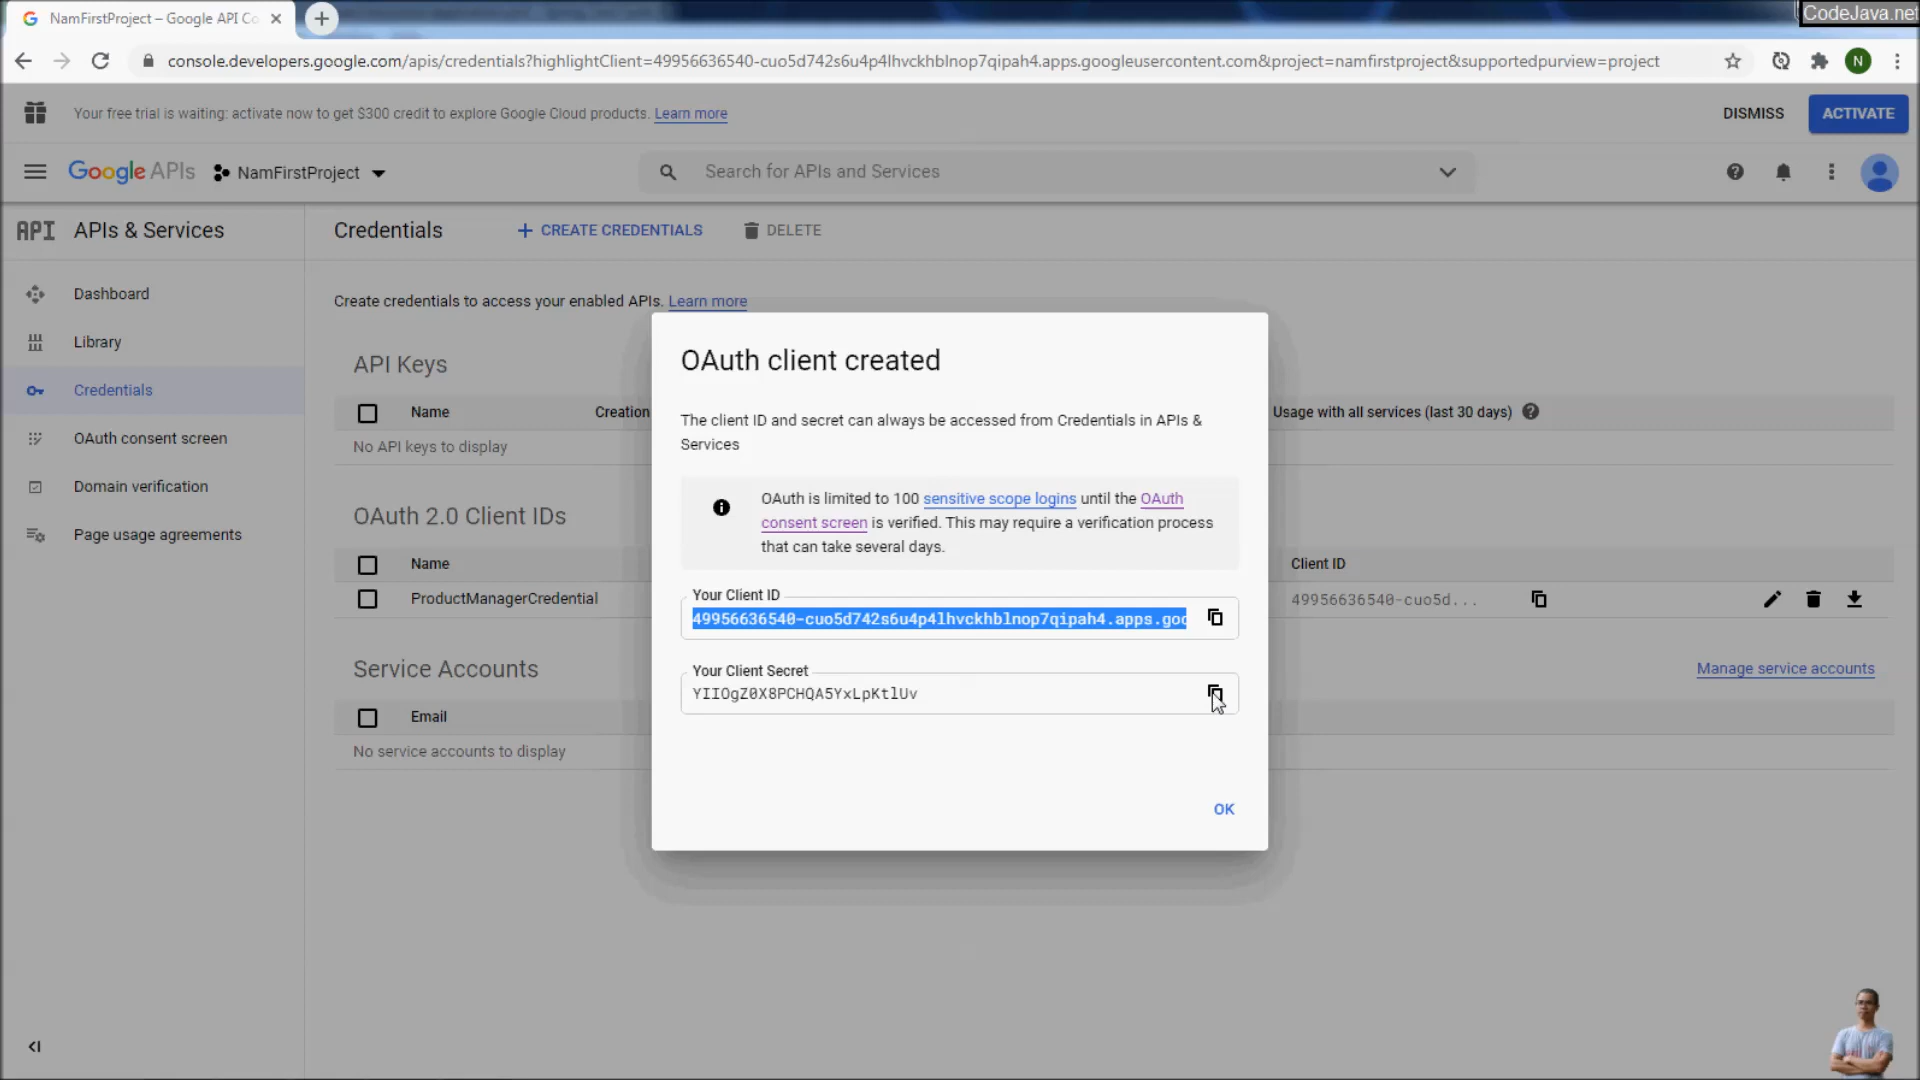 CodeJava.net
NamFirstProject – Google API Co
console.developers.google.com/apis/credentials?highlightClient=49956636540-cuo5d742s6u4p4lhvckhblnop7qipah4.apps.googleusercontent.com&project=namfirstproject&supportedpurview=project
N
Your free trial is waiting: activate now to get $300 credit to explore Google Cloud products. Learn more
DISMISS
ACTIVATE
Google APIs
NamFirstProject
Search for APIs and Services
API APIs & Services
Credentials
CREATE CREDENTIALS
DELETE
Dashboard
Library
Credentials
OAuth consent screen
Domain verification
Page usage agreements
Create credentials to access your enabled APIs. Learn more
API Keys
Name
Creation
Usage with all services (last 30 days)
No API keys to display
OAuth 2.0 Client IDs
Name
Client ID
ProductManagerCredential
49956636540-cuo5d...
Service Accounts
Manage service accounts
Email
No service accounts to display
OAuth client created
The client ID and secret can always be accessed from Credentials in APIs &
Services
OAuth is limited to 100 sensitive scope logins until the OAuth
consent screen is verified. This may require a verification process
that can take several days.
Your Client ID
49956636540-cuo5d742s6u4p4lhvckhblnop7qipah4.apps.goo
Your Client Secret
YIIOgZ0X8PCHQA5YxLpKtlUv
OK